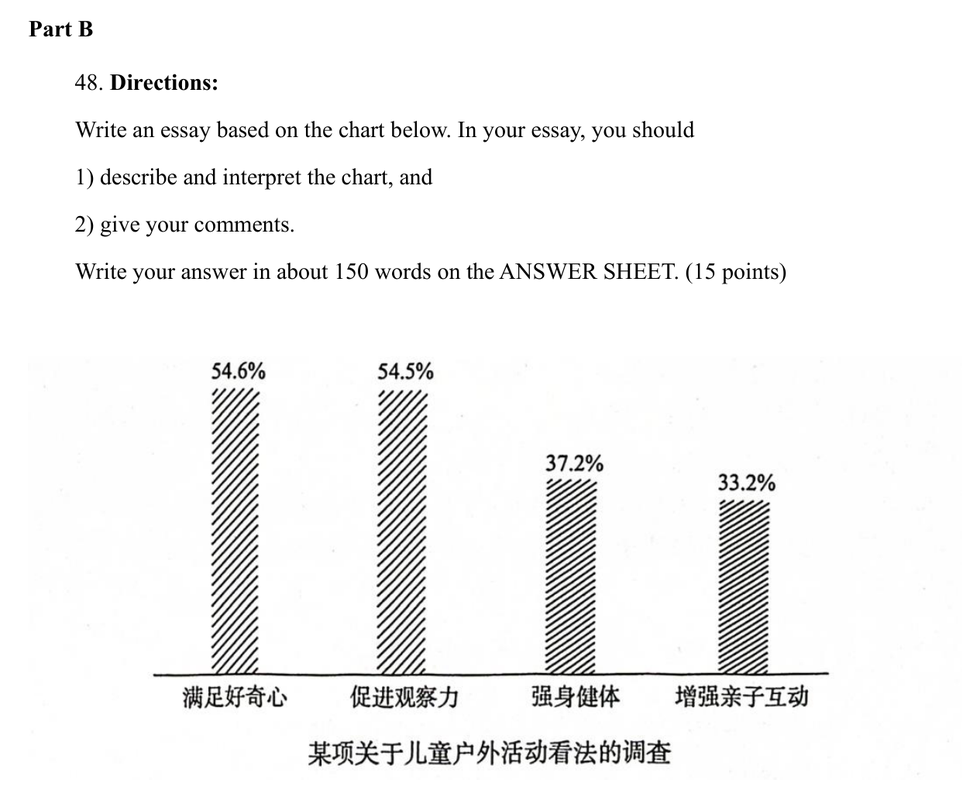 Part B
48. Directions:
Write an essay based on the chart below. In your essay, you should
1) describe and interpret the chart, and
2) give your comments.
Write your answer in about 150 words on the ANSWER SHEET. (15 points)
54.6%
54.5%
37.2%
33.2%
满足好奇心
促进观察力
强身健体
增强亲子互动
某项关于儿童户外活动看法的调查